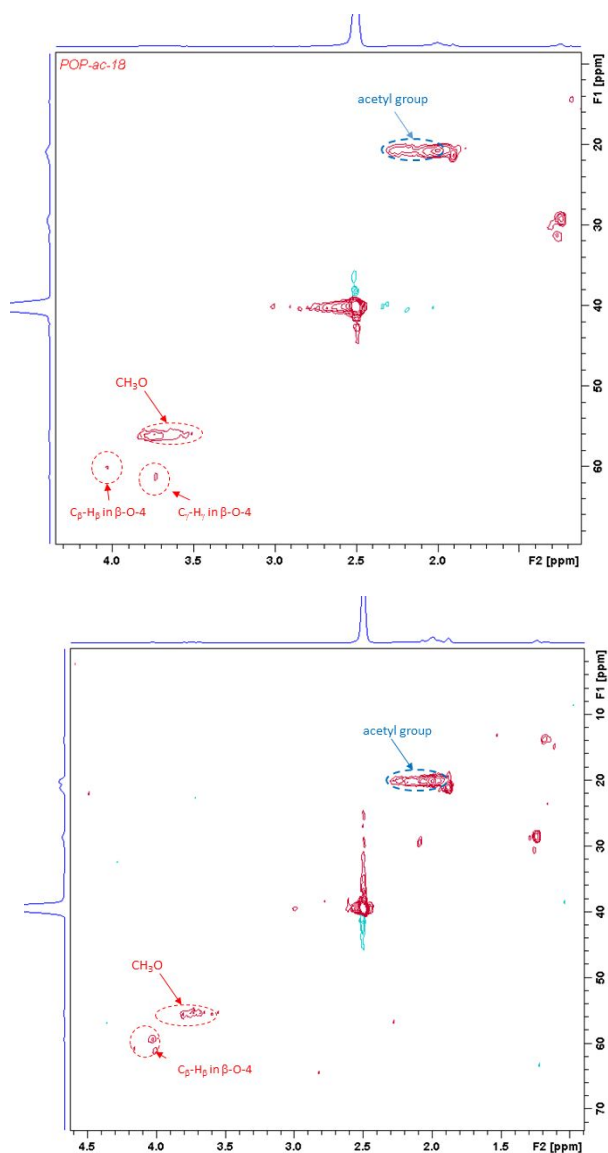 POP-ac-18
acetyl group
CH₃O
Cβ-Hβ in β-O-4
Cγ-Hγ in β-O-4
F1 [ppm]
20
30
40
50
60
4.0 3.5 3.0 2.5 2.0 F2 [ppm]
acetyl group
CH₃O
Cβ-Hβ in β-O-4
F1 [ppm]
10
20
30
40
50
60
70
4.5 4.0 3.5 3.0 2.5 2.0 F2 [ppm]